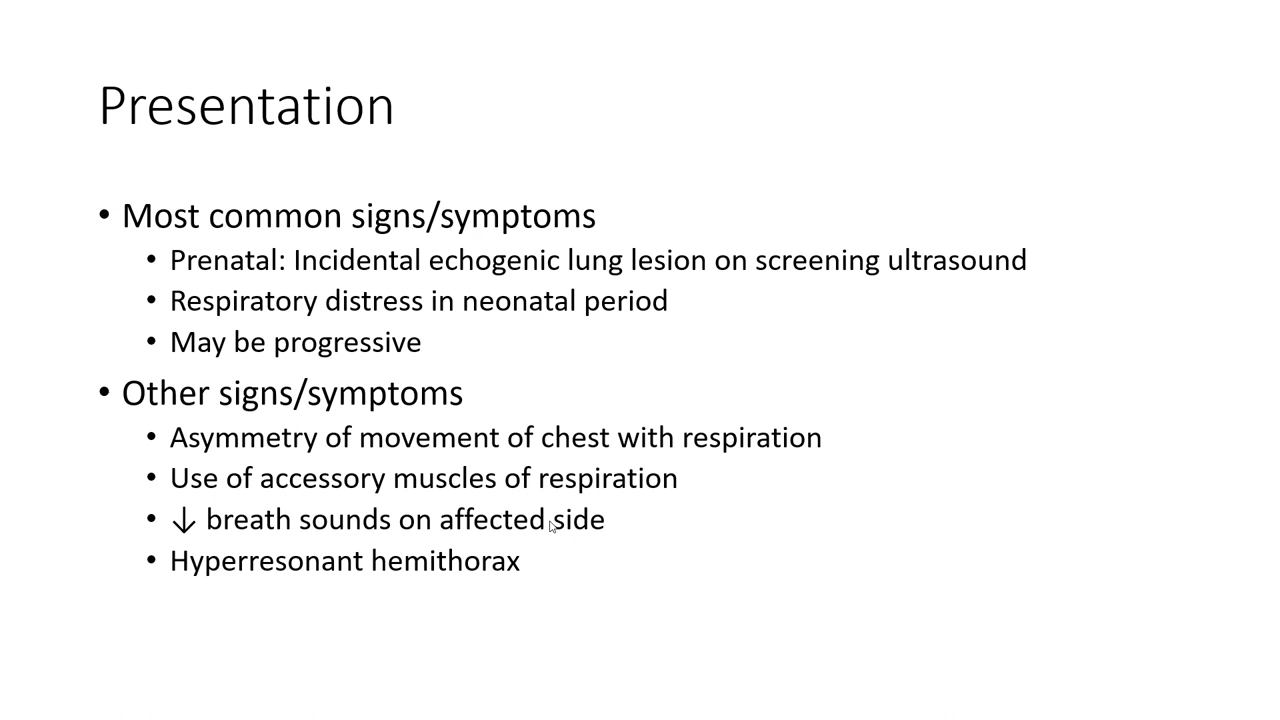 Presentation
• Most common signs/symptoms
• Prenatal: Incidental echogenic lung lesion on screening ultrasound
• Respiratory distress in neonatal period
• May be progressive
• Other signs/symptoms
• Asymmetry of movement of chest with respiration
• Use of accessory muscles of respiration
• ↓ breath sounds on affected side
• Hyperresonant hemithorax